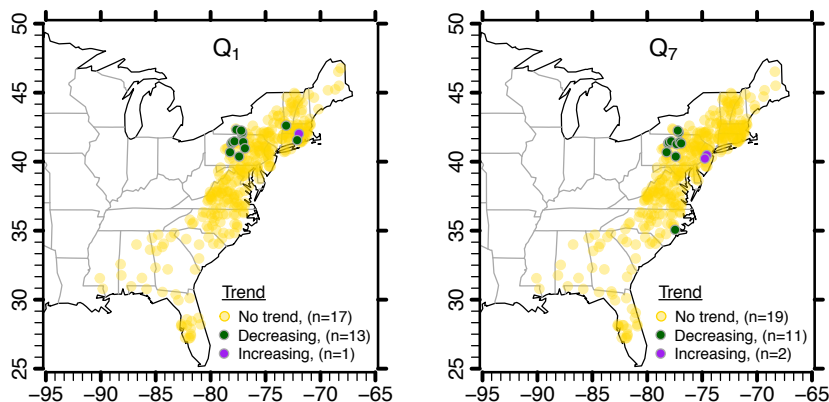 Q1
50
45
40
35
30
25
−95
−90
−85
−80
−75
−70
−65
Trend
No trend, (n=17)
Decreasing, (n=13)
Increasing, (n=1)
Q7
50
45
40
35
30
25
−95
−90
−85
−80
−75
−70
−65
Trend
No trend, (n=19)
Decreasing, (n=11)
Increasing, (n=2)